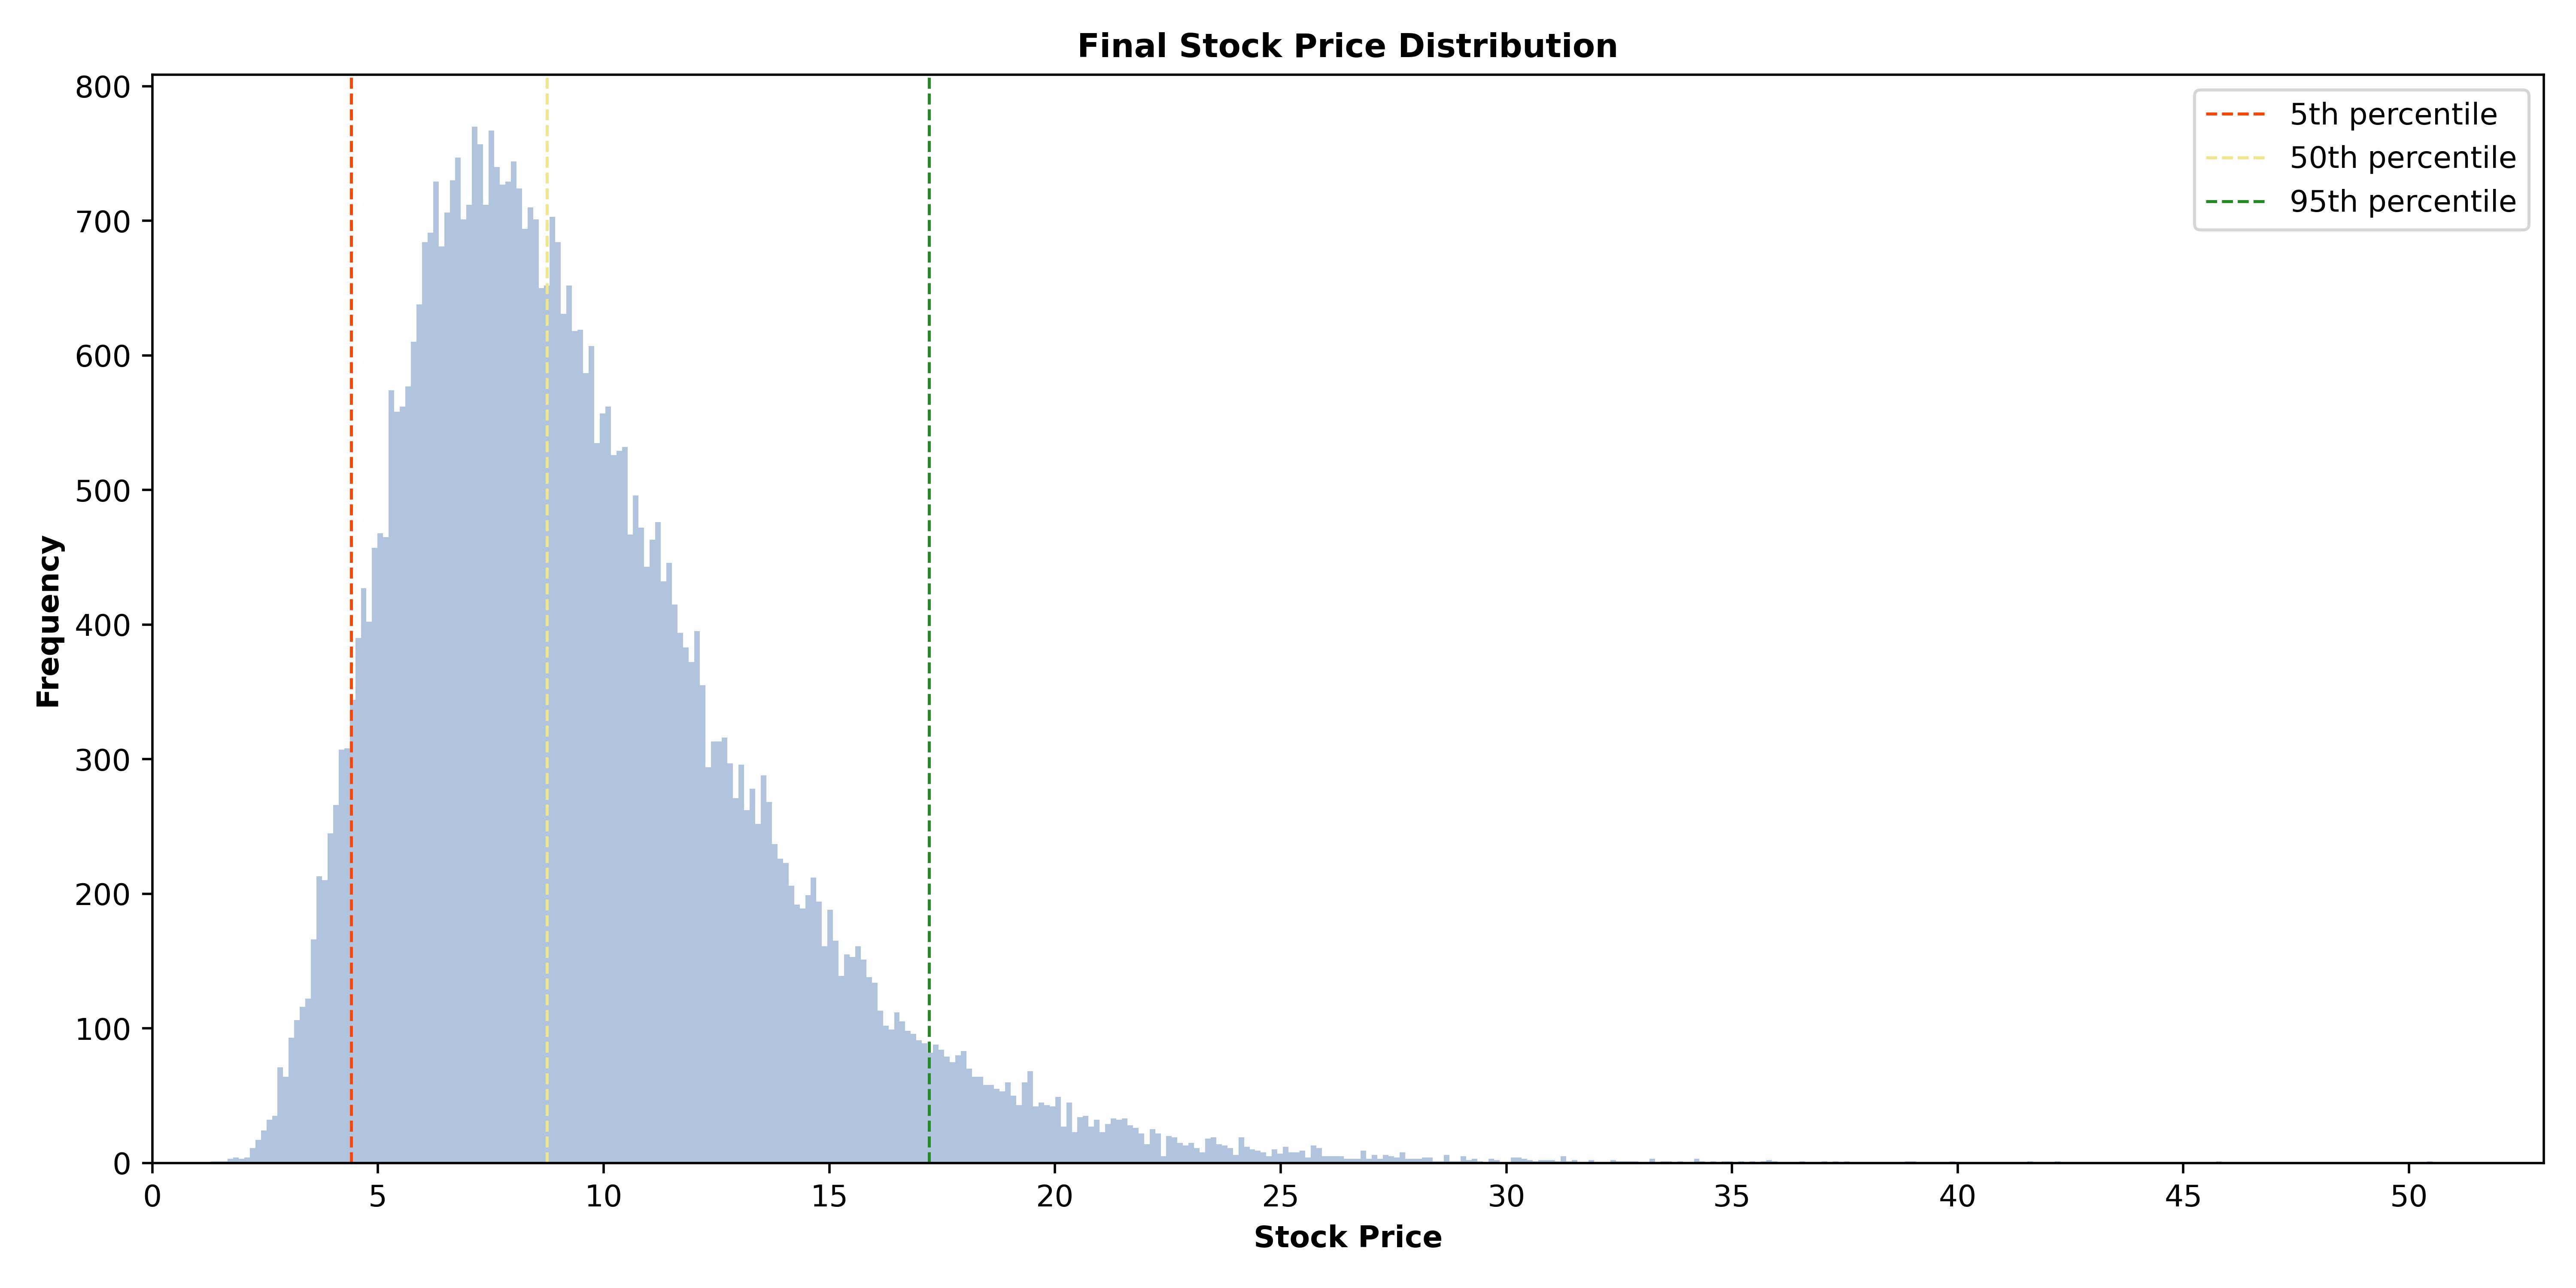 Final Stock Price Distribution
800
700
600
500
400
300
200
100
0
Frequency
5th percentile
50th percentile
95th percentile
0 5 10 15 20 25 30 35 40 45 50
Stock Price